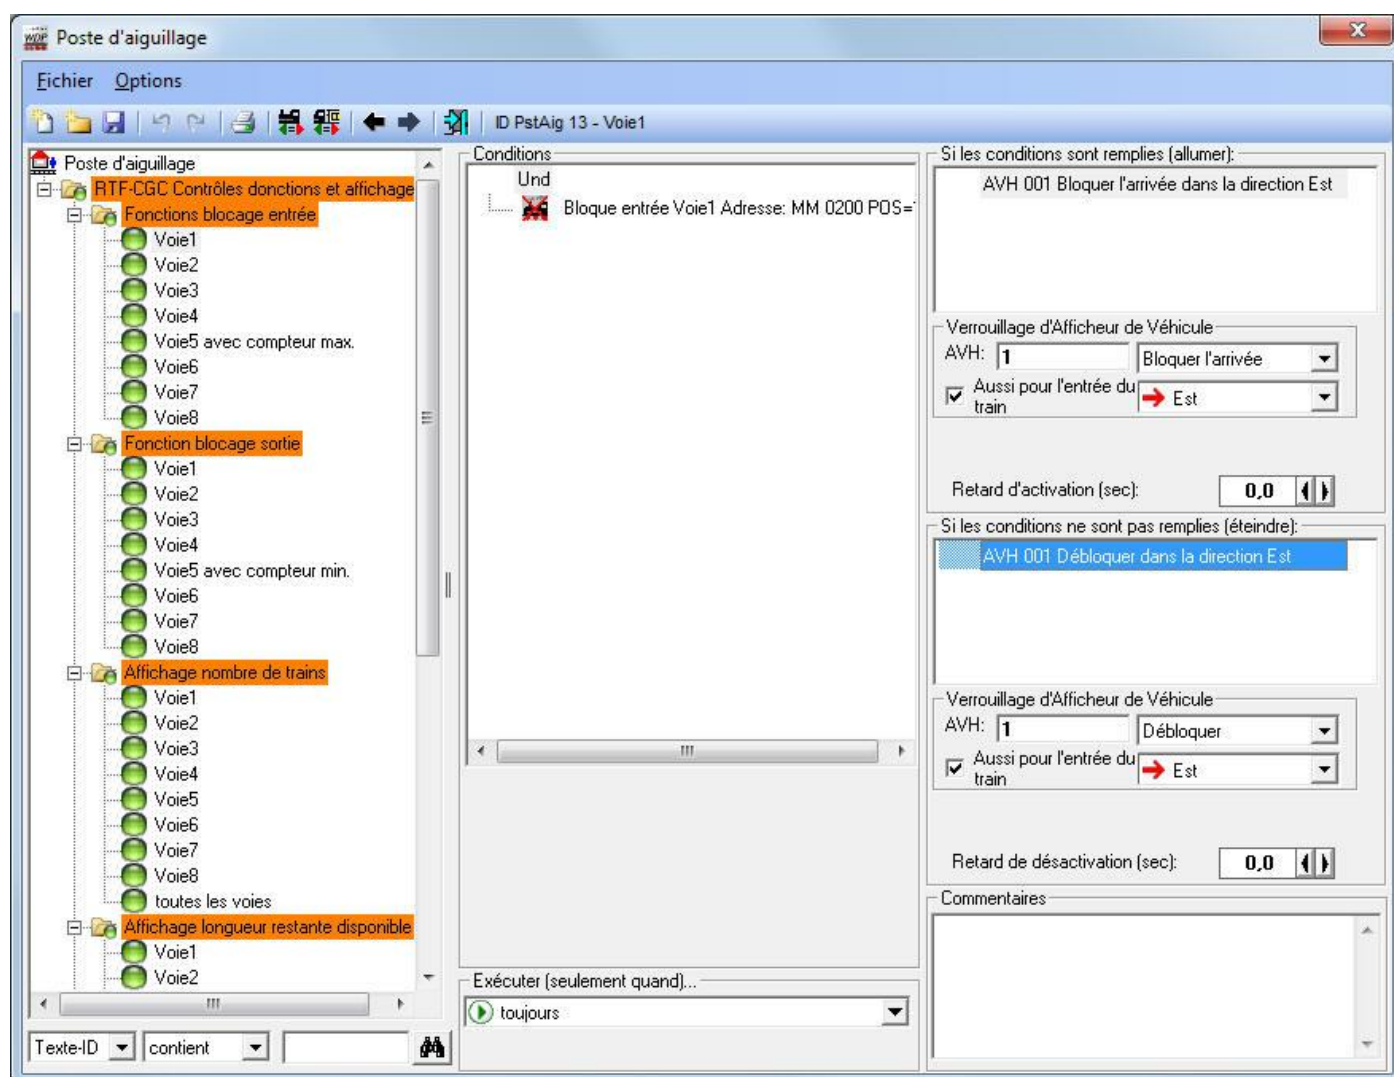 Poste d'aiguillage
Fichier Options
ID PstAig 13 - Voie1
Poste d'aiguillage
RTF-CGC Contrôles donctions et affichage
Fonctions blocage entrée
Voie1
Voie2
Voie3
Voie4
Voie5 avec compteur max.
Voie6
Voie7
Voie8
Fonction blocage sortie
Voie1
Voie2
Voie3
Voie4
Voie5 avec compteur min.
Voie6
Voie7
Voie8
Affichage nombre de trains
Voie1
Voie2
Voie3
Voie4
Voie5
Voie6
Voie7
Voie8
toutes les voies
Affichage longueur restante disponible
Voie1
Voie2
Texte-ID contient
Conditions
Und
Bloque entrée Voie1 Adresse: MM 0200 POS=
Exécuter (seulement quand)...
toujours
Si les conditions sont remplies (allumer):
AVH 001 Bloquer l'arrivée dans la direction Est
Verrouillage d'Afficheur de Véhicule
AVH: 1 Bloquer l'arrivée
Aussi pour l'entrée du
train
Est
Retard d'activation (sec): 0,0
Si les conditions ne sont pas remplies (éteindre):
AVH 001 Débloquer dans la direction Est
Verrouillage d'Afficheur de Véhicule
AVH: 1 Débloquer
Aussi pour l'entrée du
train
Est
Retard de désactivation (sec): 0,0
Commentaires